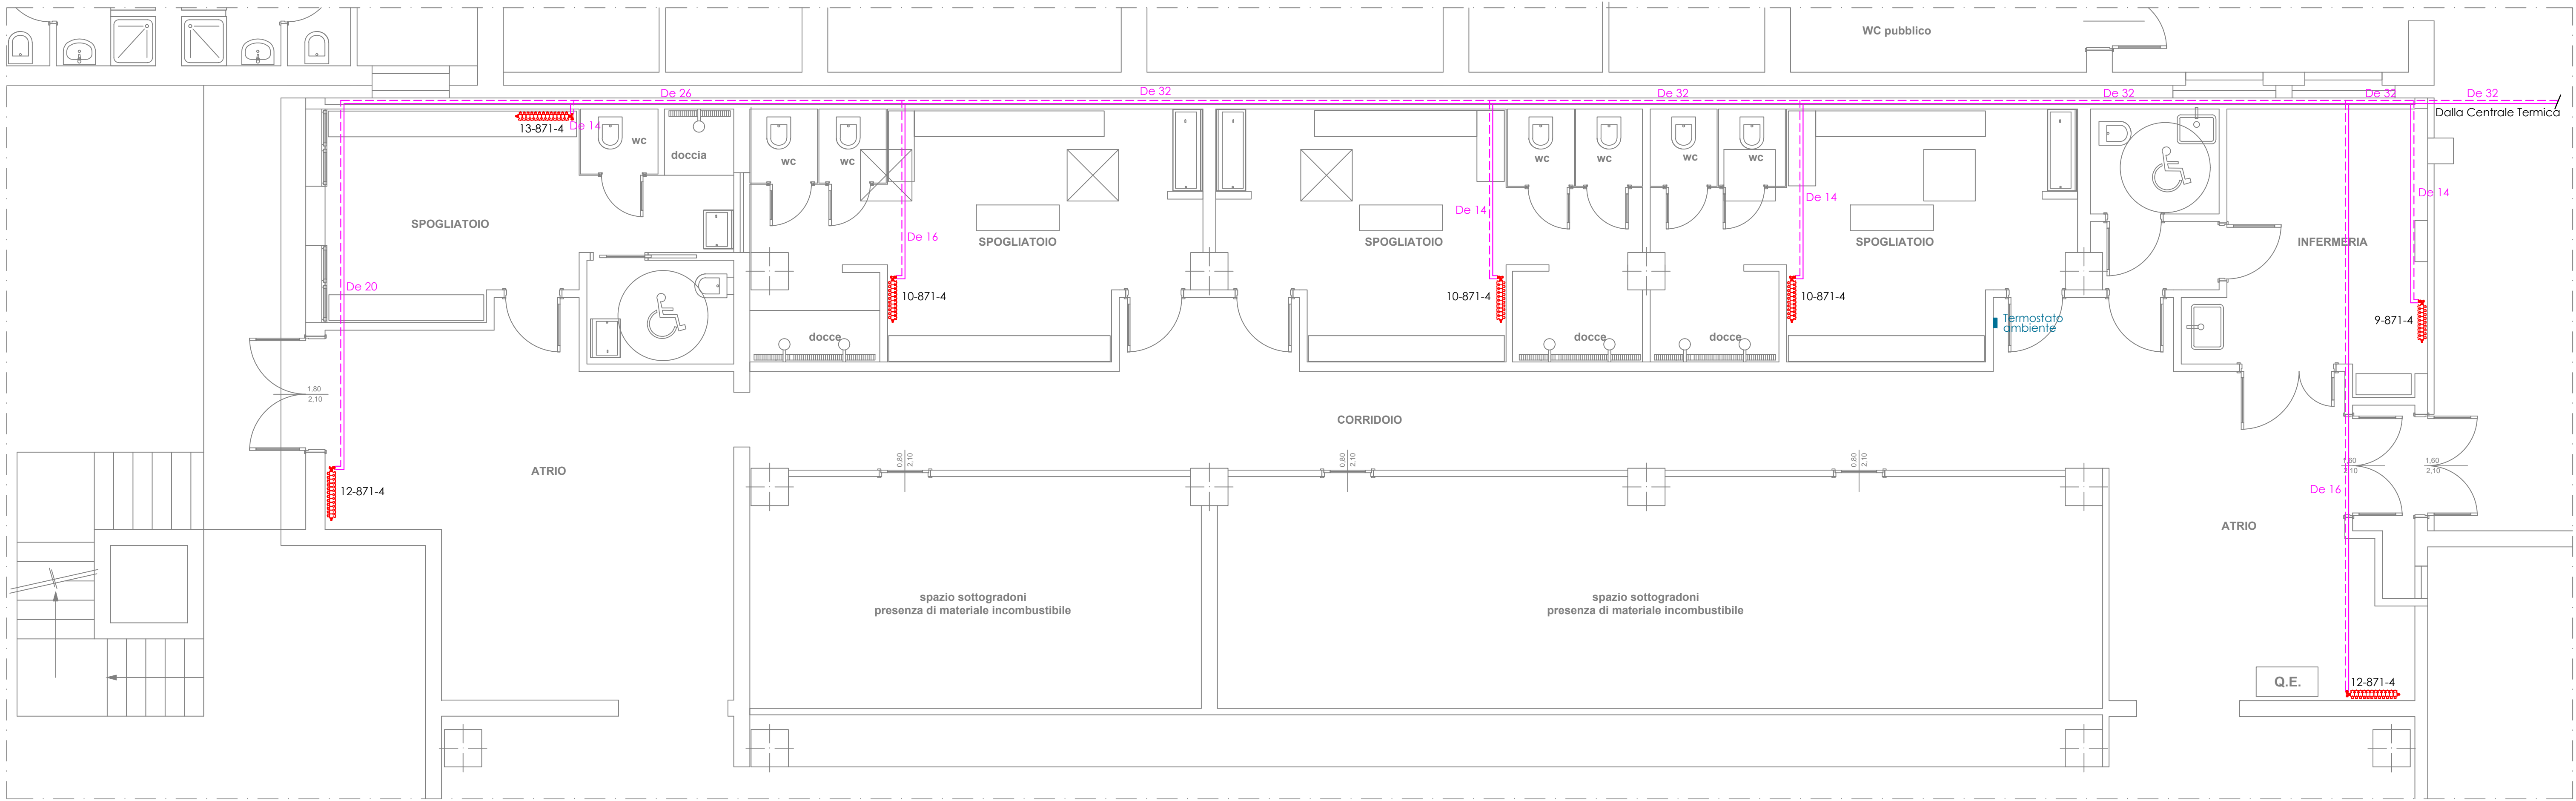 WC pubblico
De 26
De 32
De 32
De 32
De 32
De 32
Dalla Centrale Termica
13-871-4
De 14
wc
doccia
wc
wc
wc
wc
wc
wc
De 14
De 14
De 14
SPOGLIATOIO
De 16
SPOGLIATOIO
SPOGLIATOIO
SPOGLIATOIO
INFERMERIA
De 20
10-871-4
10-871-4
10-871-4
Termostato
ambiente
9-871-4
docce
docce
docce
1,80
2,10
CORRIDOIO
0,80
2,10
0,80
2,10
0,80
2,10
1,60
2,10
1,60
2,10
ATRIO
12-871-4
De 16
ATRIO
spazio sottogradoni
presenza di materiale incombustibile
spazio sottogradoni
presenza di materiale incombustibile
Q.E.
12-871-4